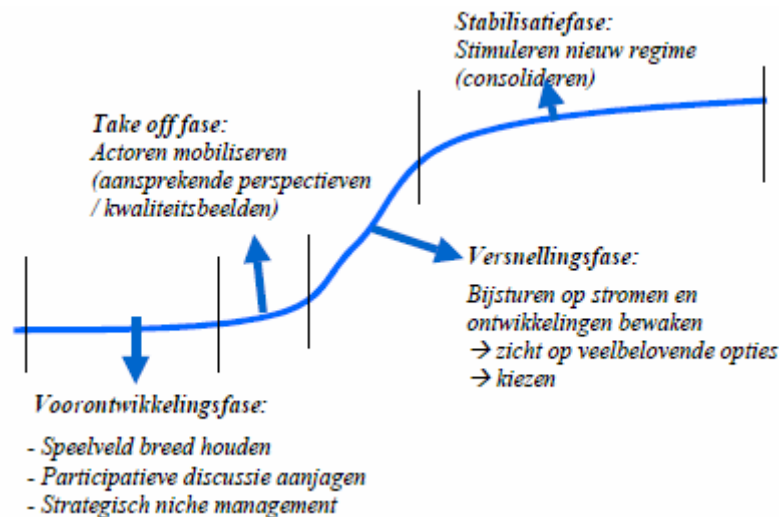 Stabilisatiefase:
Stimuleren nieuw regime
(consolideren)
Take off fase:
Actoren mobiliseren
(aansprekende perspectieven
/ kwaliteitsbeelden)
Versnellingsfase:
Bijsturen op stromen en
ontwikkelingen bewaken
→ zicht op veelbelovende opties
→ kiezen
Voorontwikkelingsfase:
- Speelveld breed houden
- Participatieve discussie aanjagen
- Strategisch niche management